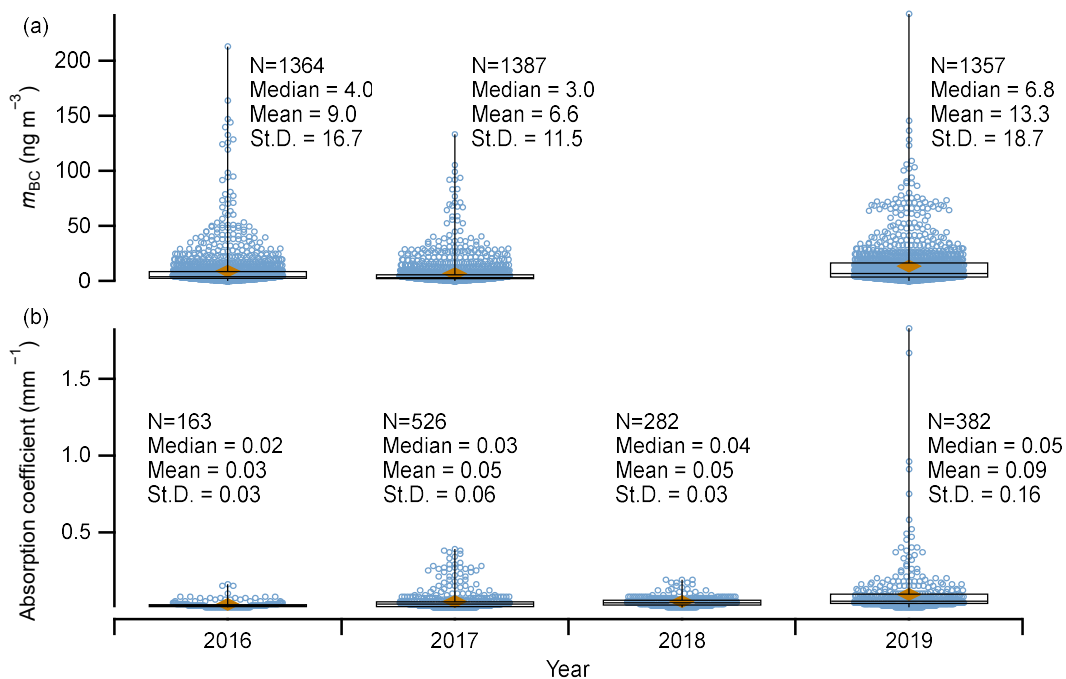 (a)
200
150
100
50
0
m_BC (ng m⁻³)
N=1364
Median = 4.0
Mean = 9.0
St.D. = 16.7
N=1387
Median = 3.0
Mean = 6.6
St.D. = 11.5
N=1357
Median = 6.8
Mean = 13.3
St.D. = 18.7
(b)
1.5
1.0
0.5
Absorption coefficient (mm⁻¹)
N=163
Median = 0.02
Mean = 0.03
St.D. = 0.03
N=526
Median = 0.03
Mean = 0.05
St.D. = 0.06
N=282
Median = 0.04
Mean = 0.05
St.D. = 0.03
N=382
Median = 0.05
Mean = 0.09
St.D. = 0.16
2016 2017 2018 2019
Year